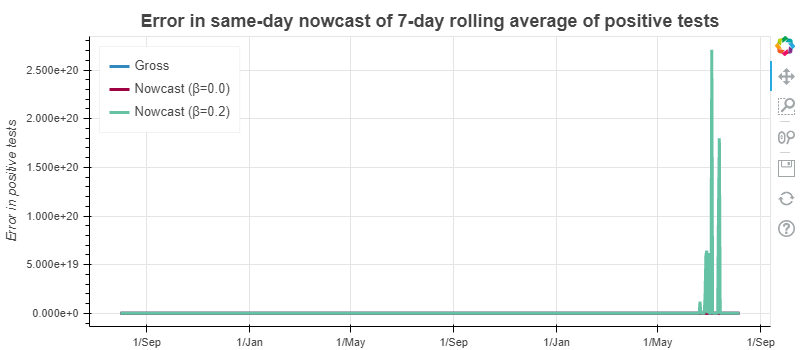 Error in same-day nowcast of 7-day rolling average of positive tests
Gross
Nowcast (β=0.0)
Nowcast (β=0.2)
Error in positive tests
2.500e+20
2.000e+20
1.500e+20
1.000e+20
5.000e+19
0.000e+0
1/Sep 1/Jan 1/May 1/Sep 1/Jan 1/May 1/Sep